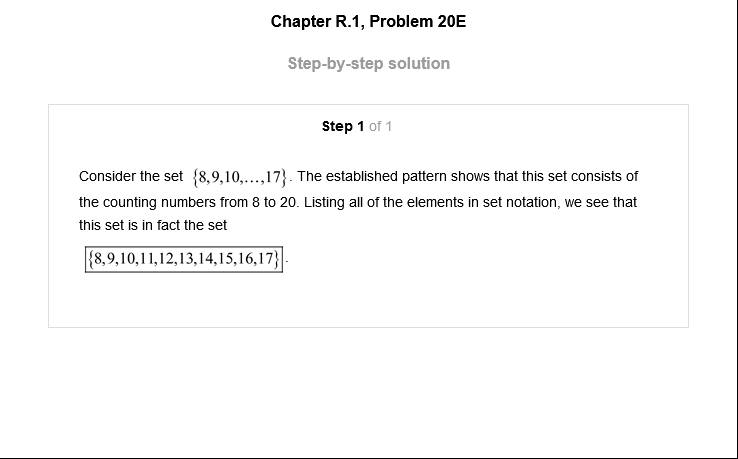 Chapter R.1, Problem 20E
Step-by-step solution
Step 1 of 1
Consider the set {8,9,10,...,17}. The established pattern shows that this set consists of
the counting numbers from 8 to 20. Listing all of the elements in set notation, we see that
this set is in fact the set
{8,9,10,11,12,13,14,15,16,17}.